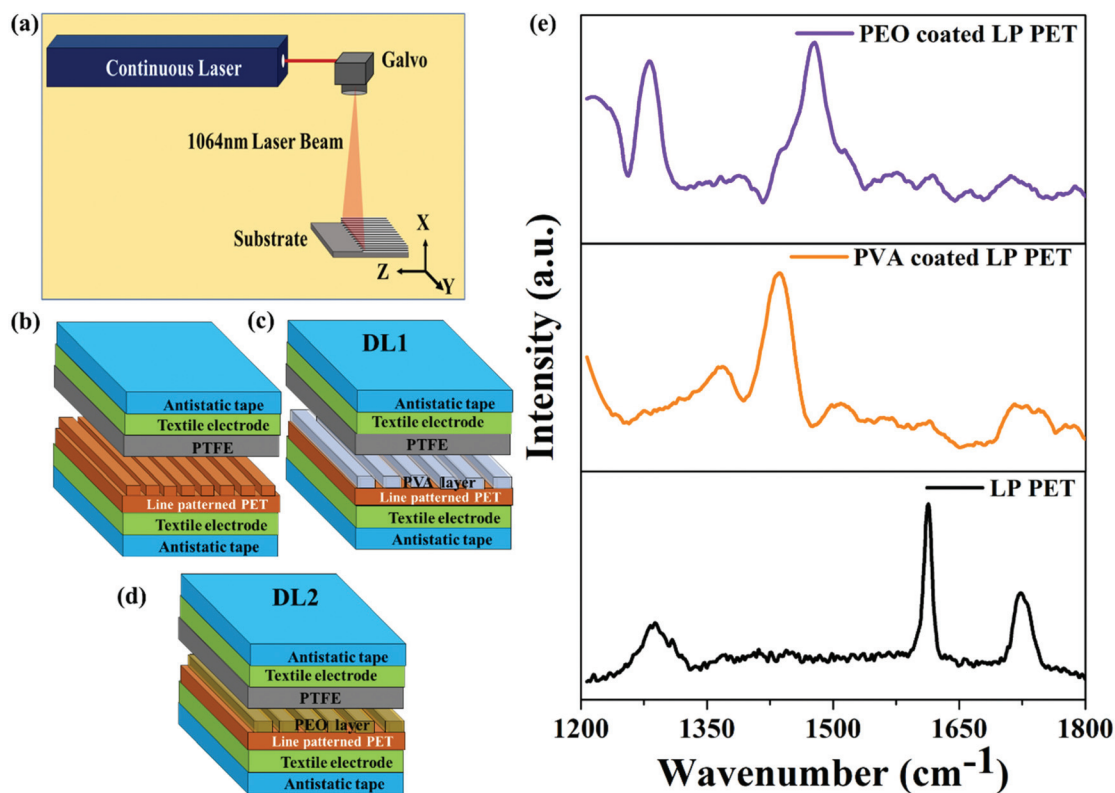 (a)
Continuous Laser
Galvo
1064nm Laser Beam
Substrate
X
Z
Y
(b)
Antistatic tape
Textile electrode
PTFE
Line patterned PET
Textile electrode
Antistatic tape
(c)
DL1
Antistatic tape
Textile electrode
PTFE
PVA layer
Line patterned PET
Textile electrode
Antistatic tape
(d)
DL2
Antistatic tape
Textile electrode
PTFE
PEO layer
Line patterned PET
Textile electrode
Antistatic tape
(e)
PEO coated LP PET
PVA coated LP PET
LP PET
Intensity (a.u.)
1200 1350 1500 1650 1800
Wavenumber (cm⁻¹)